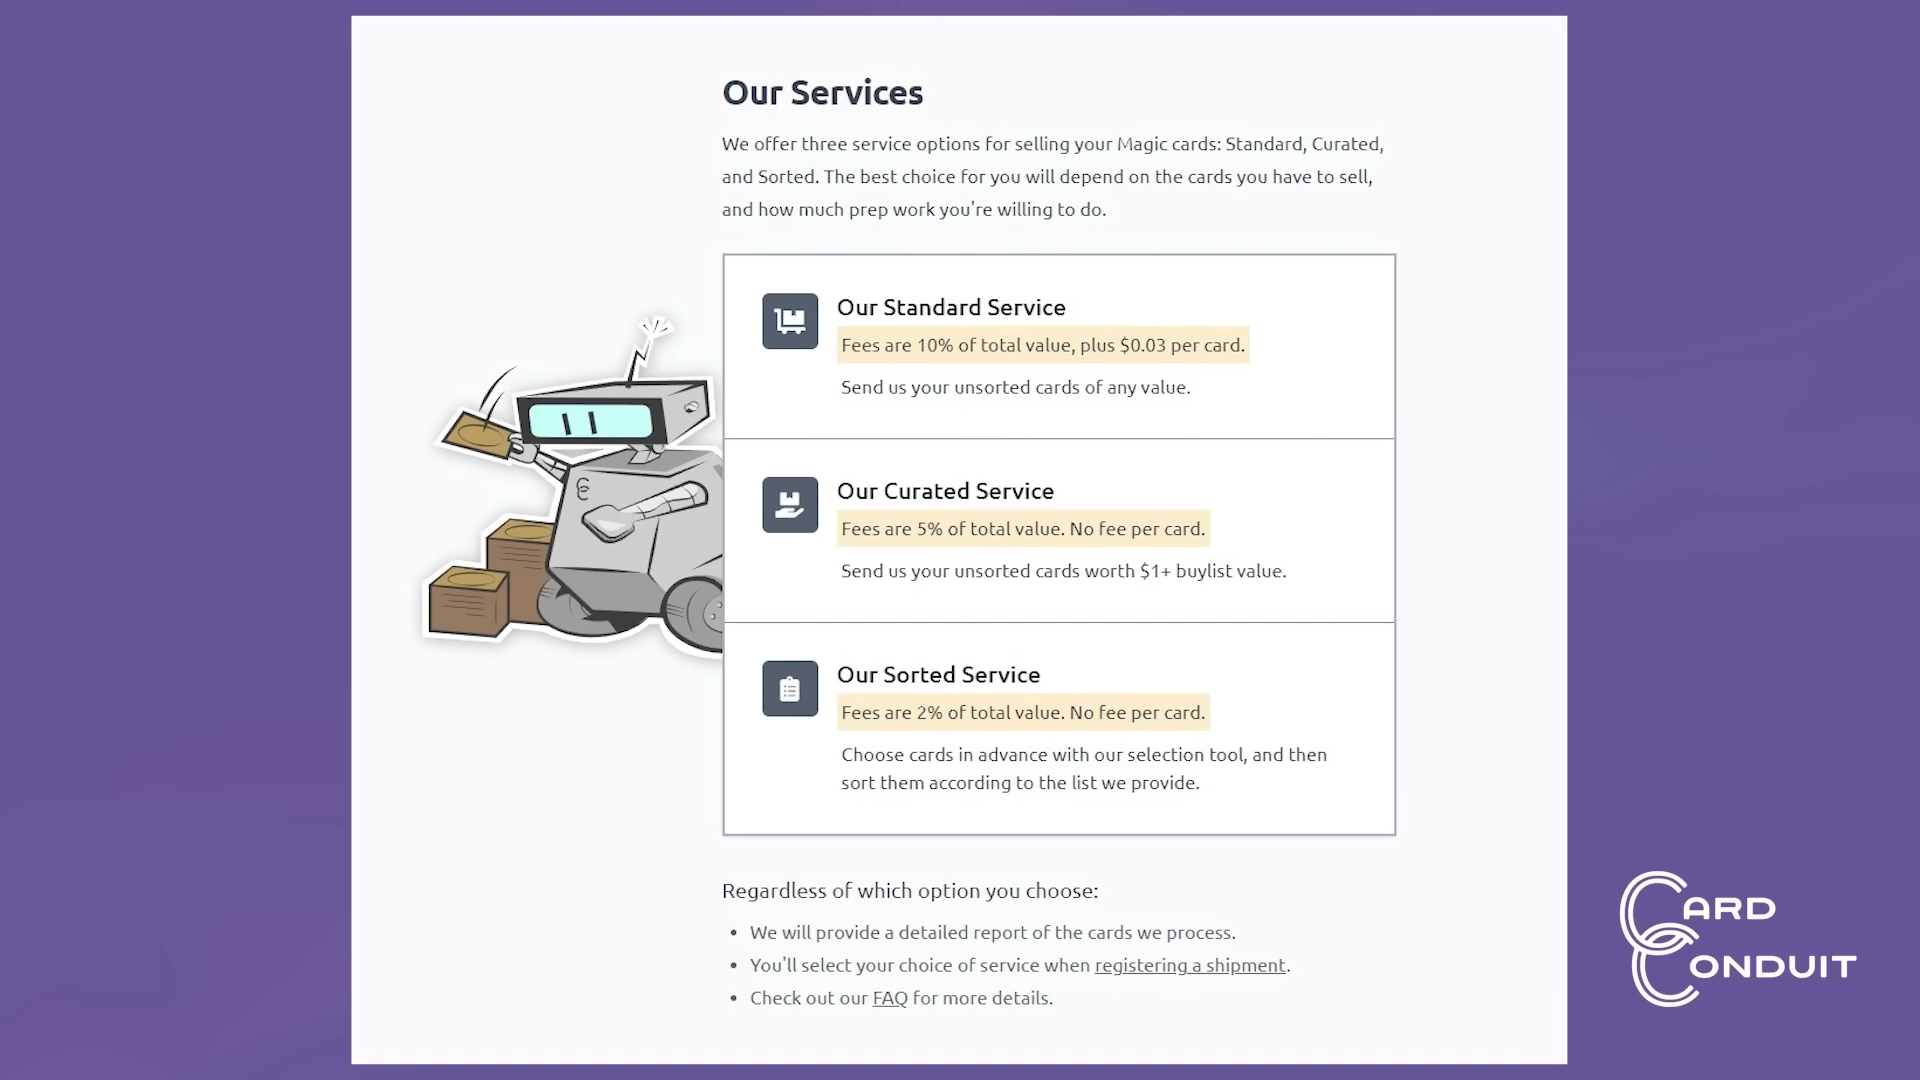 Our Services
We offer three service options for selling your Magic cards: Standard, Curated,
and Sorted. The best choice for you will depend on the cards you have to sell,
and how much prep work you're willing to do.
Our Standard Service
Fees are 10% of total value, plus $0.03 per card.
Send us your unsorted cards of any value.
Our Curated Service
Fees are 5% of total value. No fee per card.
Send us your unsorted cards worth $1+ buylist value.
Our Sorted Service
Fees are 2% of total value. No fee per card.
Choose cards in advance with our selection tool, and then
sort them according to the list we provide.
Regardless of which option you choose:
• We will provide a detailed report of the cards we process.
• You'll select your choice of service when registering a shipment.
• Check out our FAQ for more details.
CARD
CONDUIT